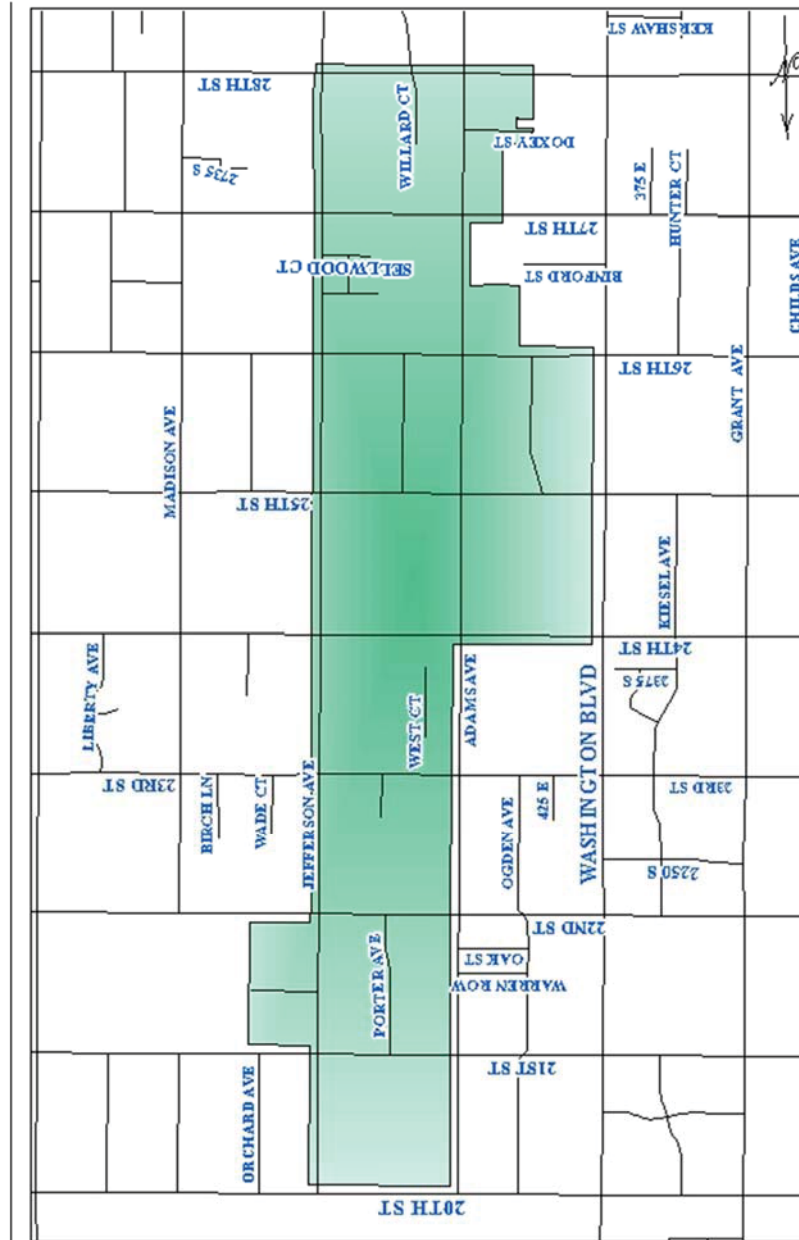 KERSHAW ST
28TH ST
WILLARD CT
DOXEY ST
2735 S
375 E
HUNTER CT
27TH ST
SELLWOOD CT
BINFORD ST
CHILDS AVE
26TH ST
GRANT AVE
MADISON AVE
25TH ST
KIESEL AVE
24TH ST
LIBERTY AVE
2375 S
ADAMS AVE
WEST CT
WASHINGTON BLVD
23RD ST
23RD ST
BIRCH LN
WADE CT
JEFFERSON AVE
OGDEN AVE
425 E
2250 S
22ND ST
OAK ST
PORTER AVE
WARREN ROW
21ST ST
ORCHARD AVE
20TH ST